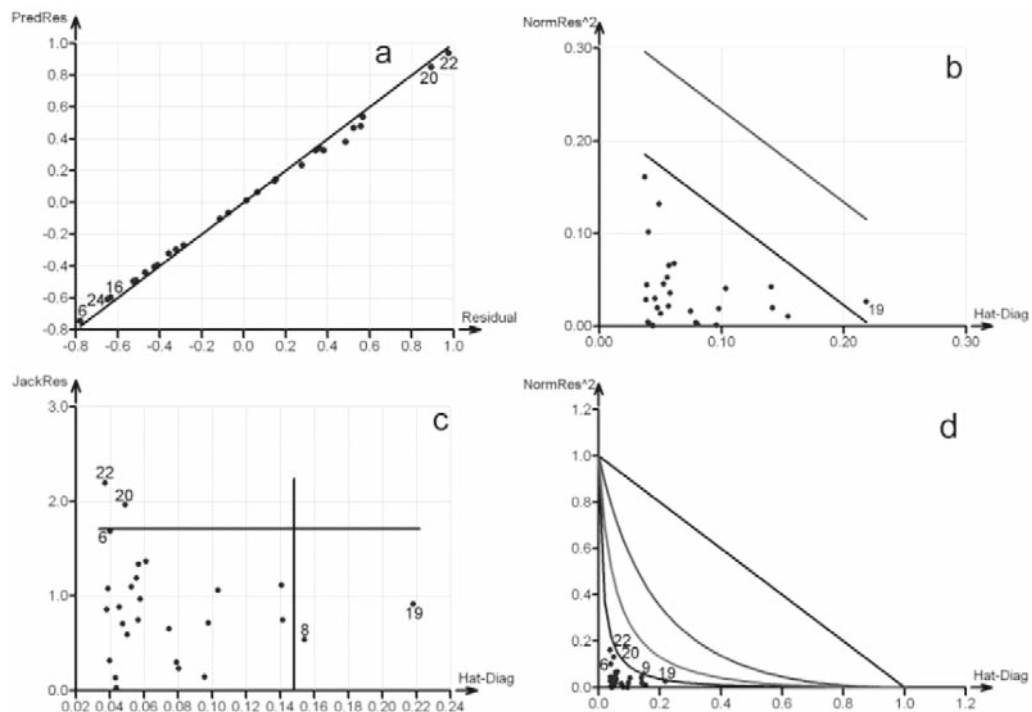 PredRes
1.0
0.8
0.6
0.4
0.2
0.0
-0.2
-0.4
-0.6
-0.8
a
22
20
16
24
6
-0.8 -0.6 -0.4 -0.2 0.0 0.2 0.4 0.6 0.8 1.0
Residual
NormRes^2
0.30
0.20
0.10
0.00
b
19
0.00 0.10 0.20 0.30
Hat-Diag
JackRes
3.0
2.0
1.0
0.0
c
22
20
6
8
19
0.02 0.04 0.06 0.08 0.10 0.12 0.14 0.16 0.18 0.20 0.22 0.24
Hat-Diag
NormRes^2
1.2
1.0
0.8
0.6
0.4
0.2
0.0
d
22
20
6
9
19
0.0 0.2 0.4 0.6 0.8 1.0 1.2
Hat-Diag